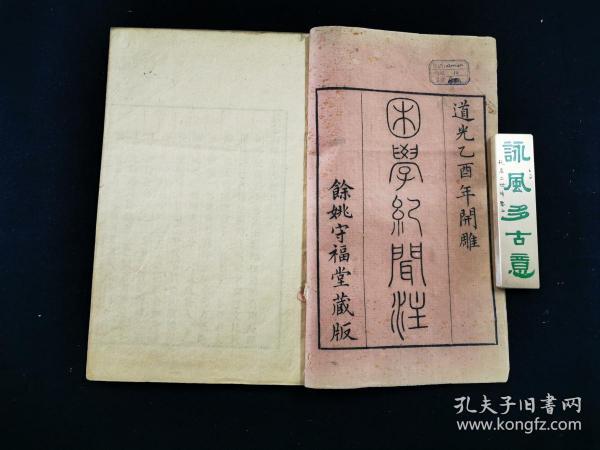 道光乙酉年開雕
困學紀聞注
餘姚守福堂藏版
詠風多古意
孔夫子旧书网
www.kongfz.com